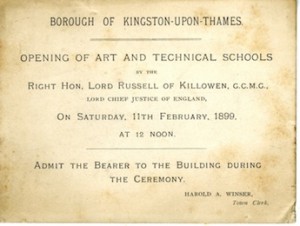 BOROUGH OF KINGSTON-UPON-THAMES.
OPENING OF ART AND TECHNICAL SCHOOLS
BY THE
RIGHT HON. LORD RUSSELL OF KILLOWEN, G.C.M.G.,
LORD CHIEF JUSTICE OF ENGLAND,
ON SATURDAY, 11TH FEBRUARY, 1899,
AT 12 NOON.
ADMIT THE BEARER TO THE BUILDING DURING
THE CEREMONY.
HAROLD A. WINSER,
Town Clerk.